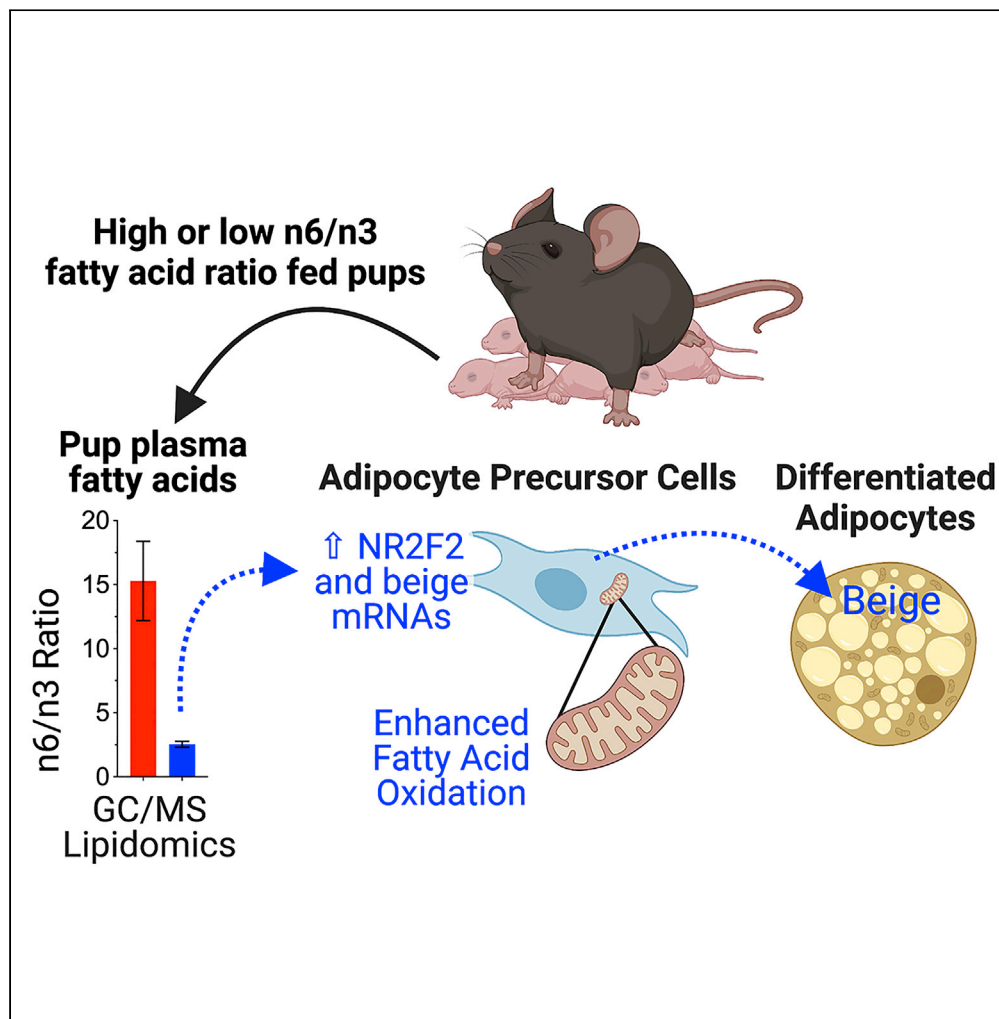 High or low n6/n3
fatty acid ratio fed pups
Pup plasma
fatty acids
20
15
10
5
0
n6/n3 Ratio
GC/MS
Lipidomics
Adipocyte Precursor Cells
⇧ NR2F2
and beige
mRNAs
Enhanced
Fatty Acid
Oxidation
Differentiated
Adipocytes
Beige